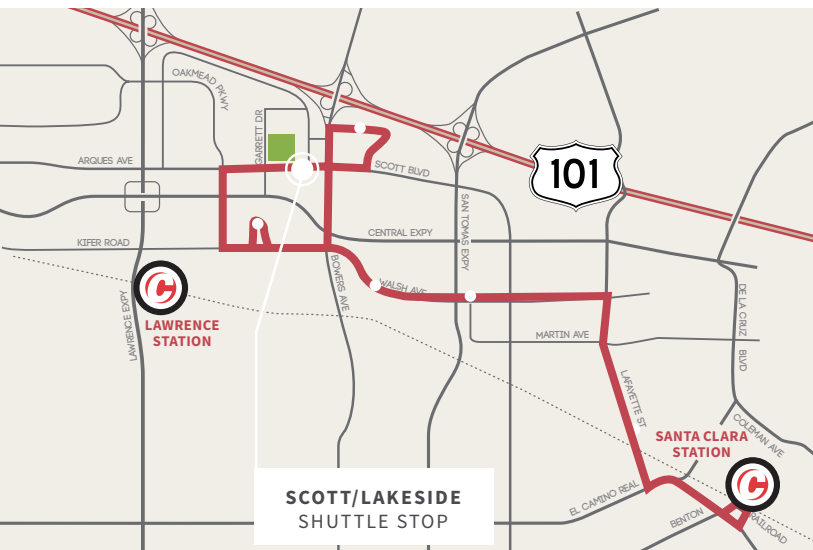 OAKMEAD PKWY
GARRETT DR
ARQUES AVE
SCOTT BLVD
101
SAN TOMAS EXPY
CENTRAL EXPY
KIFER ROAD
BOWERS AVE
WALSH AVE
LAWRENCE EXPY
C
LAWRENCE
STATION
MARTIN AVE
DE LA CRUZ BLVD
LAFAYETTE ST
COLEMAN AVE
SANTA CLARA
STATION
C
EL CAMINO REAL
BENTON
RAILROAD
SCOTT/LAKESIDE
SHUTTLE STOP